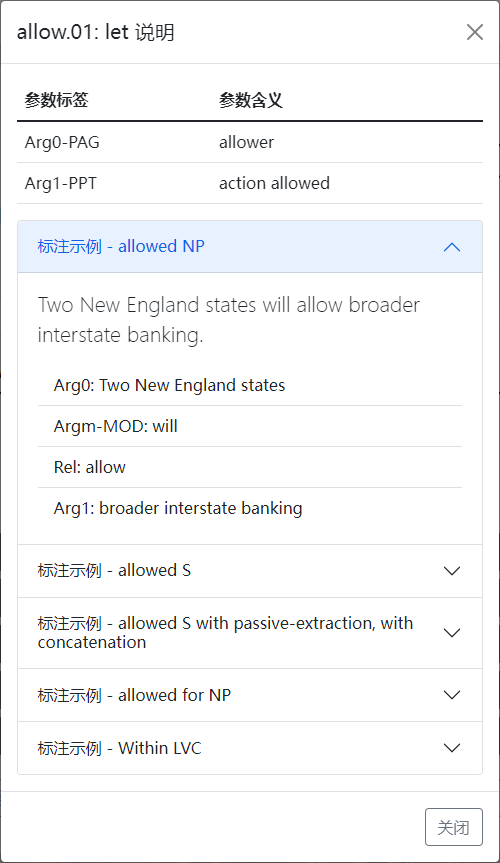 allow.01: let 说明
参数标签 参数含义
Arg0-PAG allower
Arg1-PPT action allowed
标注示例 - allowed NP
Two New England states will allow broader
interstate banking.
Arg0: Two New England states
Argm-MOD: will
Rel: allow
Arg1: broader interstate banking
标注示例 - allowed S
标注示例 - allowed S with passive-extraction, with
concatenation
标注示例 - allowed for NP
标注示例 - Within LVC
关闭